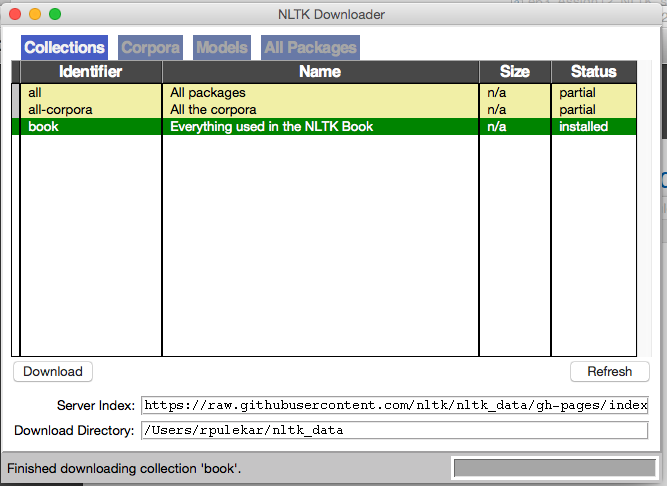 NLTK Downloader
Collections Corpora Models All Packages
Identifier Name Size Status
all All packages n/a partial
all-corpora All the corpora n/a partial
book Everything used in the NLTK Book n/a installed
Download Refresh
Server Index: https://raw.githubusercontent.com/nltk/nltk_data/gh-pages/index
Download Directory: /Users/rpulekar/nltk_data
Finished downloading collection 'book'.